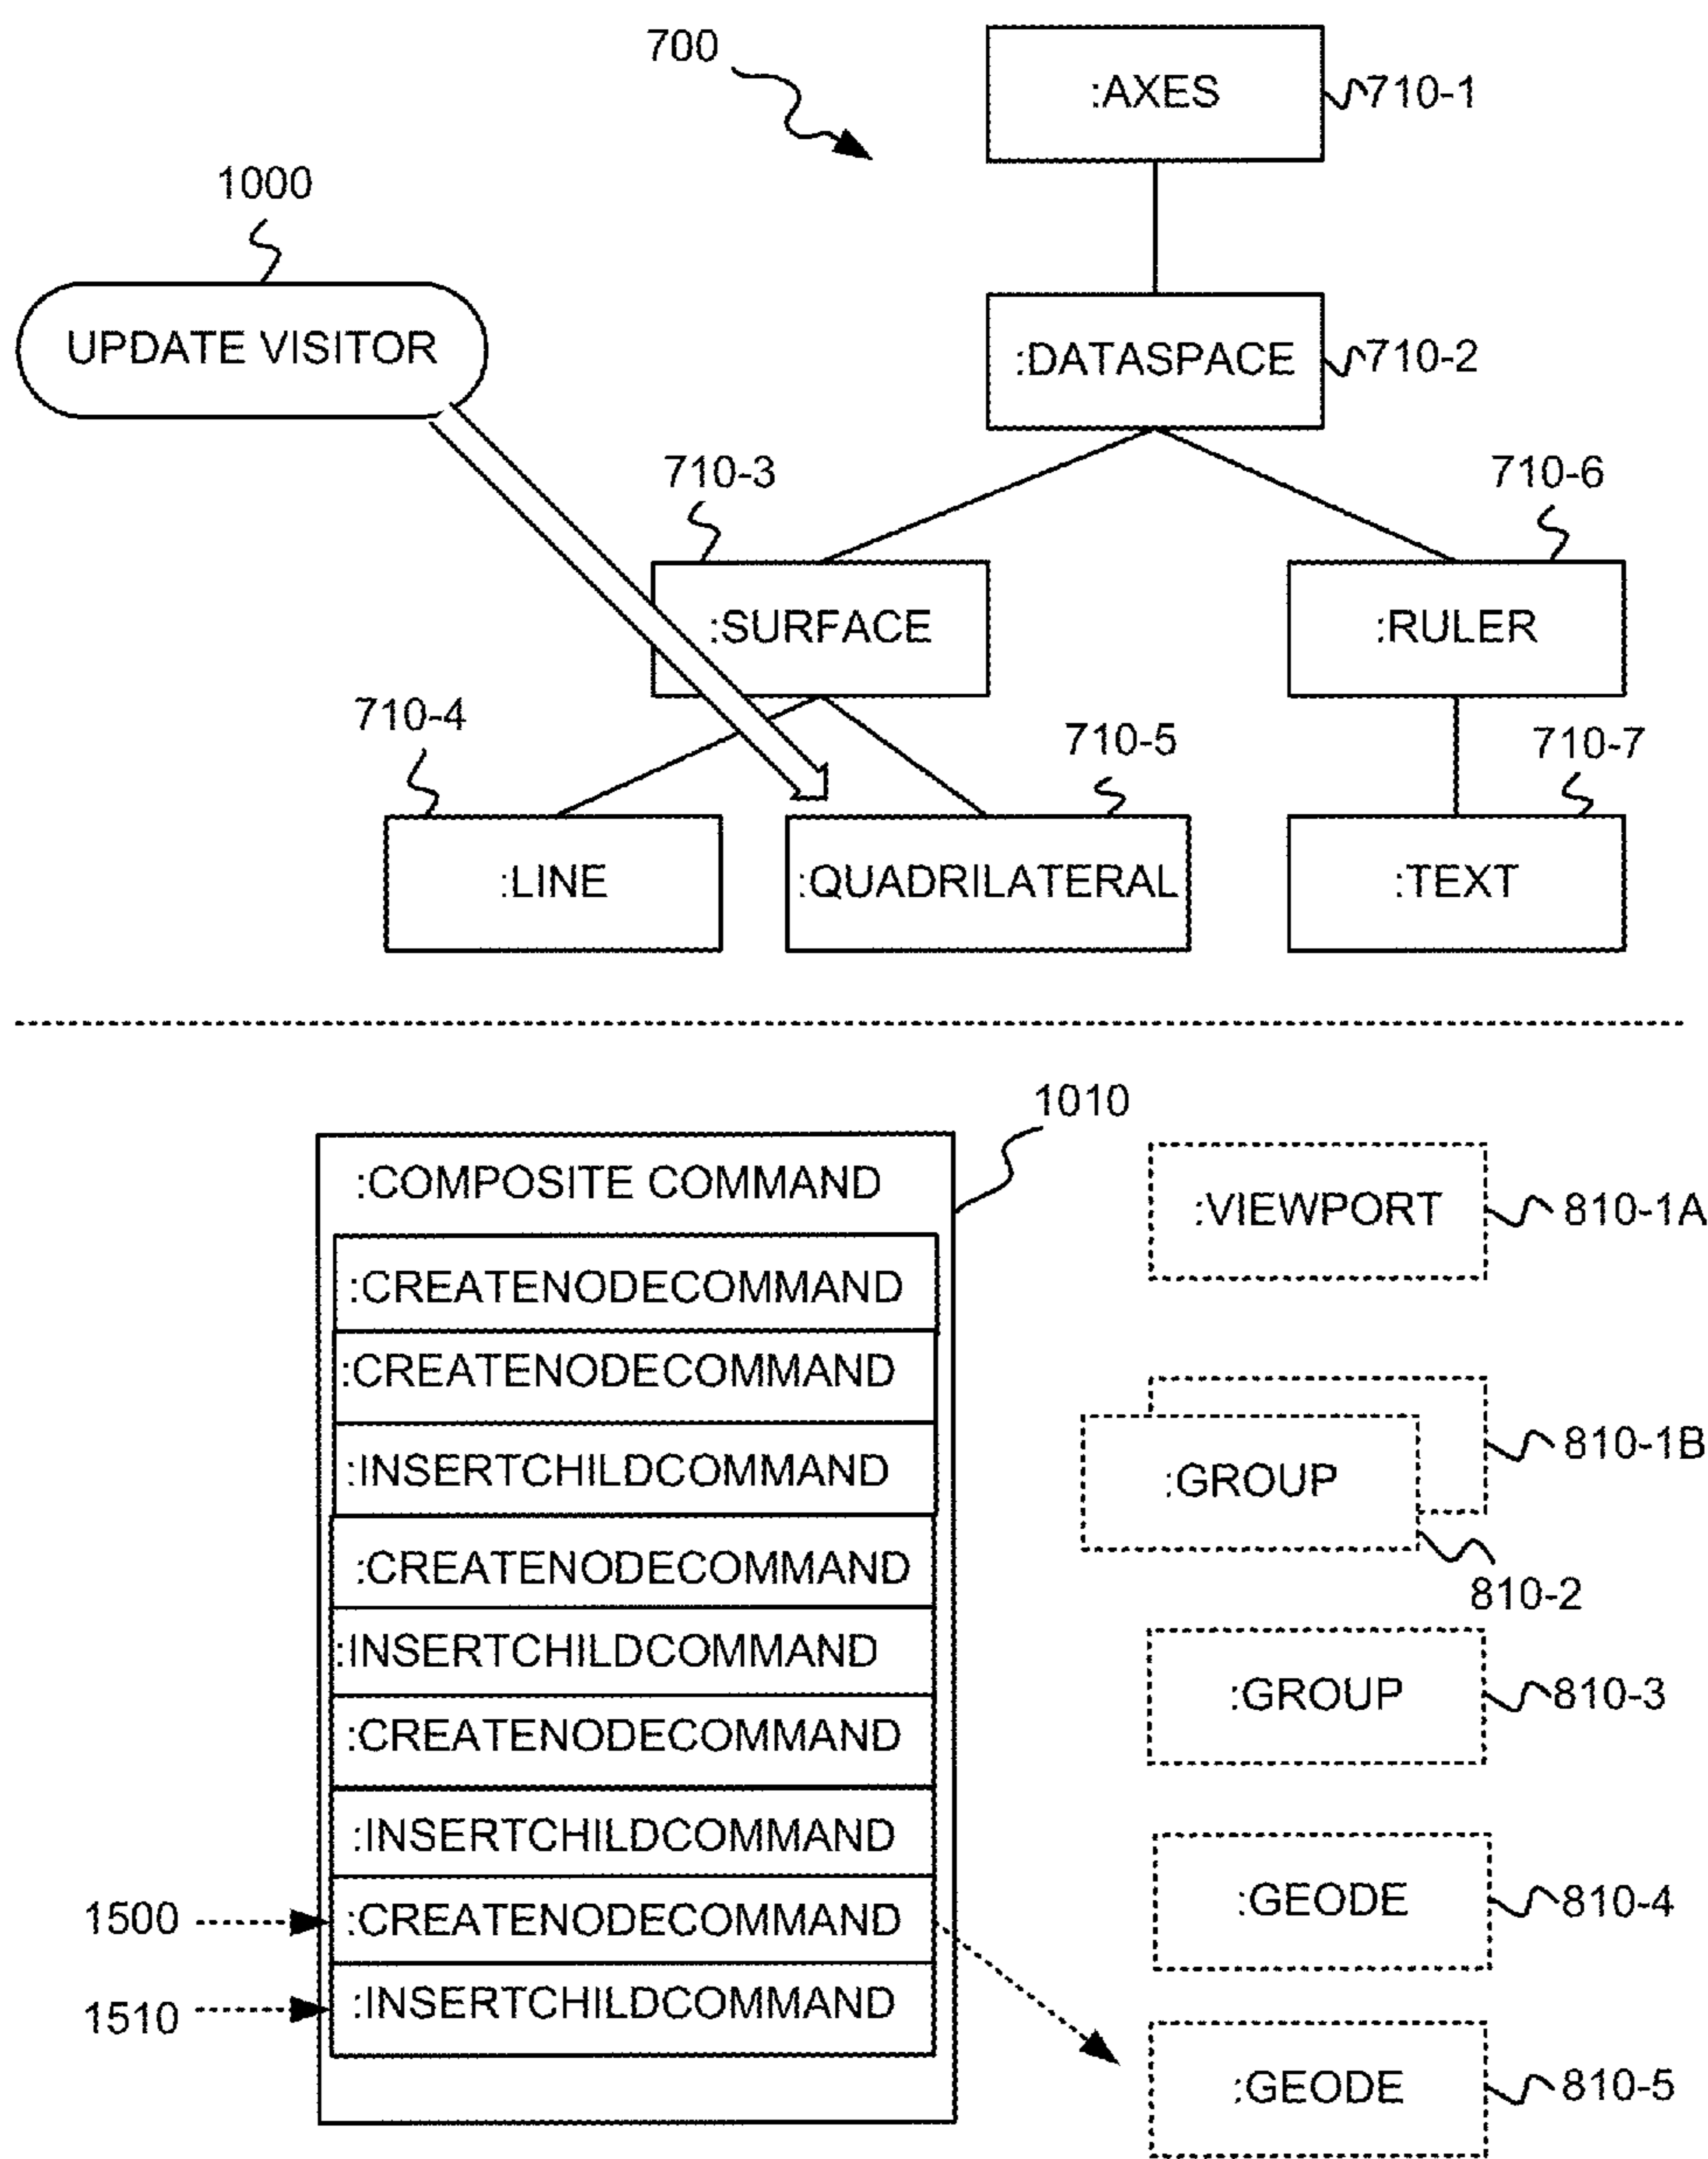 700
:AXES
710-1
1000
UPDATE VISITOR
:DATASPACE
710-2
710-3
710-6
:SURFACE
:RULER
710-4
710-5
710-7
:LINE
:QUADRILATERAL
:TEXT
1010
:COMPOSITE COMMAND
:CREATENODECOMMAND
:CREATENODECOMMAND
:INSERTCHILDCOMMAND
:CREATENODECOMMAND
:INSERTCHILDCOMMAND
:CREATENODECOMMAND
:INSERTCHILDCOMMAND
1500
:CREATENODECOMMAND
1510
:INSERTCHILDCOMMAND
:VIEWPORT
810-1A
810-1B
:GROUP
810-2
:GROUP
810-3
:GEODE
810-4
:GEODE
810-5